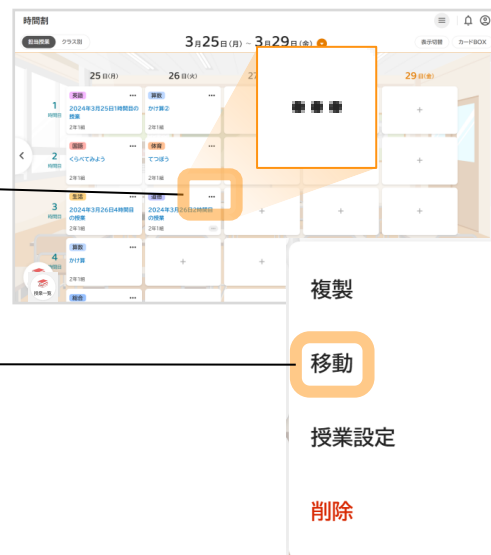 時間割
担当授業 クラス別
3月25日(月) ~ 3月29日(金)
表示切替 カードBOX
25日(月) 26日(火) 27 29日(金)
1
時間目
英語 ...
2024年3月25日1時間目の
授業
2年1組
算数 ...
かけ算②
2年1組
+
2
時間目
国語 ...
くらべてみよう
2年1組
体育 ...
てつぼう
2年1組
+
3
時間目
生活 ...
2024年3月25日4時間目
の授業
2年1組
道徳 ...
2024年3月26日2時間目
の授業
2年1組
+ + + +
4
時間目
算数 ...
かけ算
2年1組
+ +
総合 ...
授業一覧
複製
移動
授業設定
削除